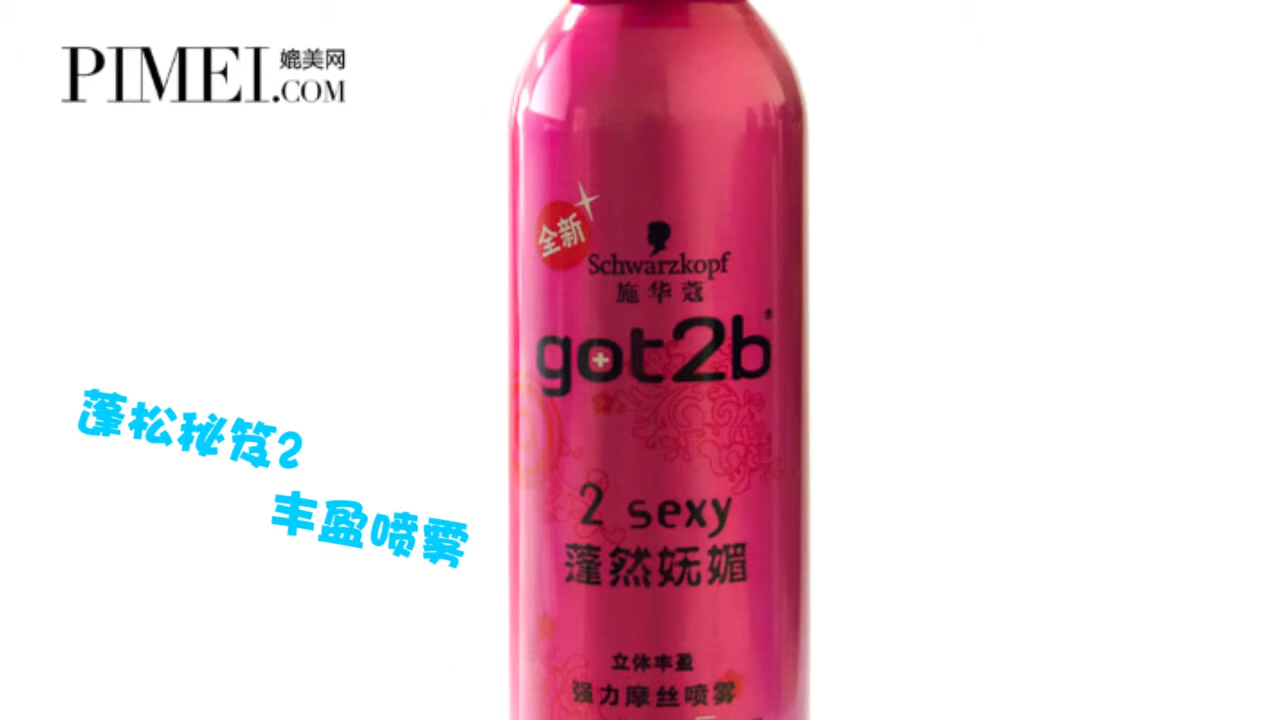 PIMEI.COM 媲美网
全新
Schwarzkopf
施华蔻
got2b
蓬松秘笈2
丰盈喷雾
2 sexy
蓬然妩媚
立体丰盈
强力摩丝喷雾